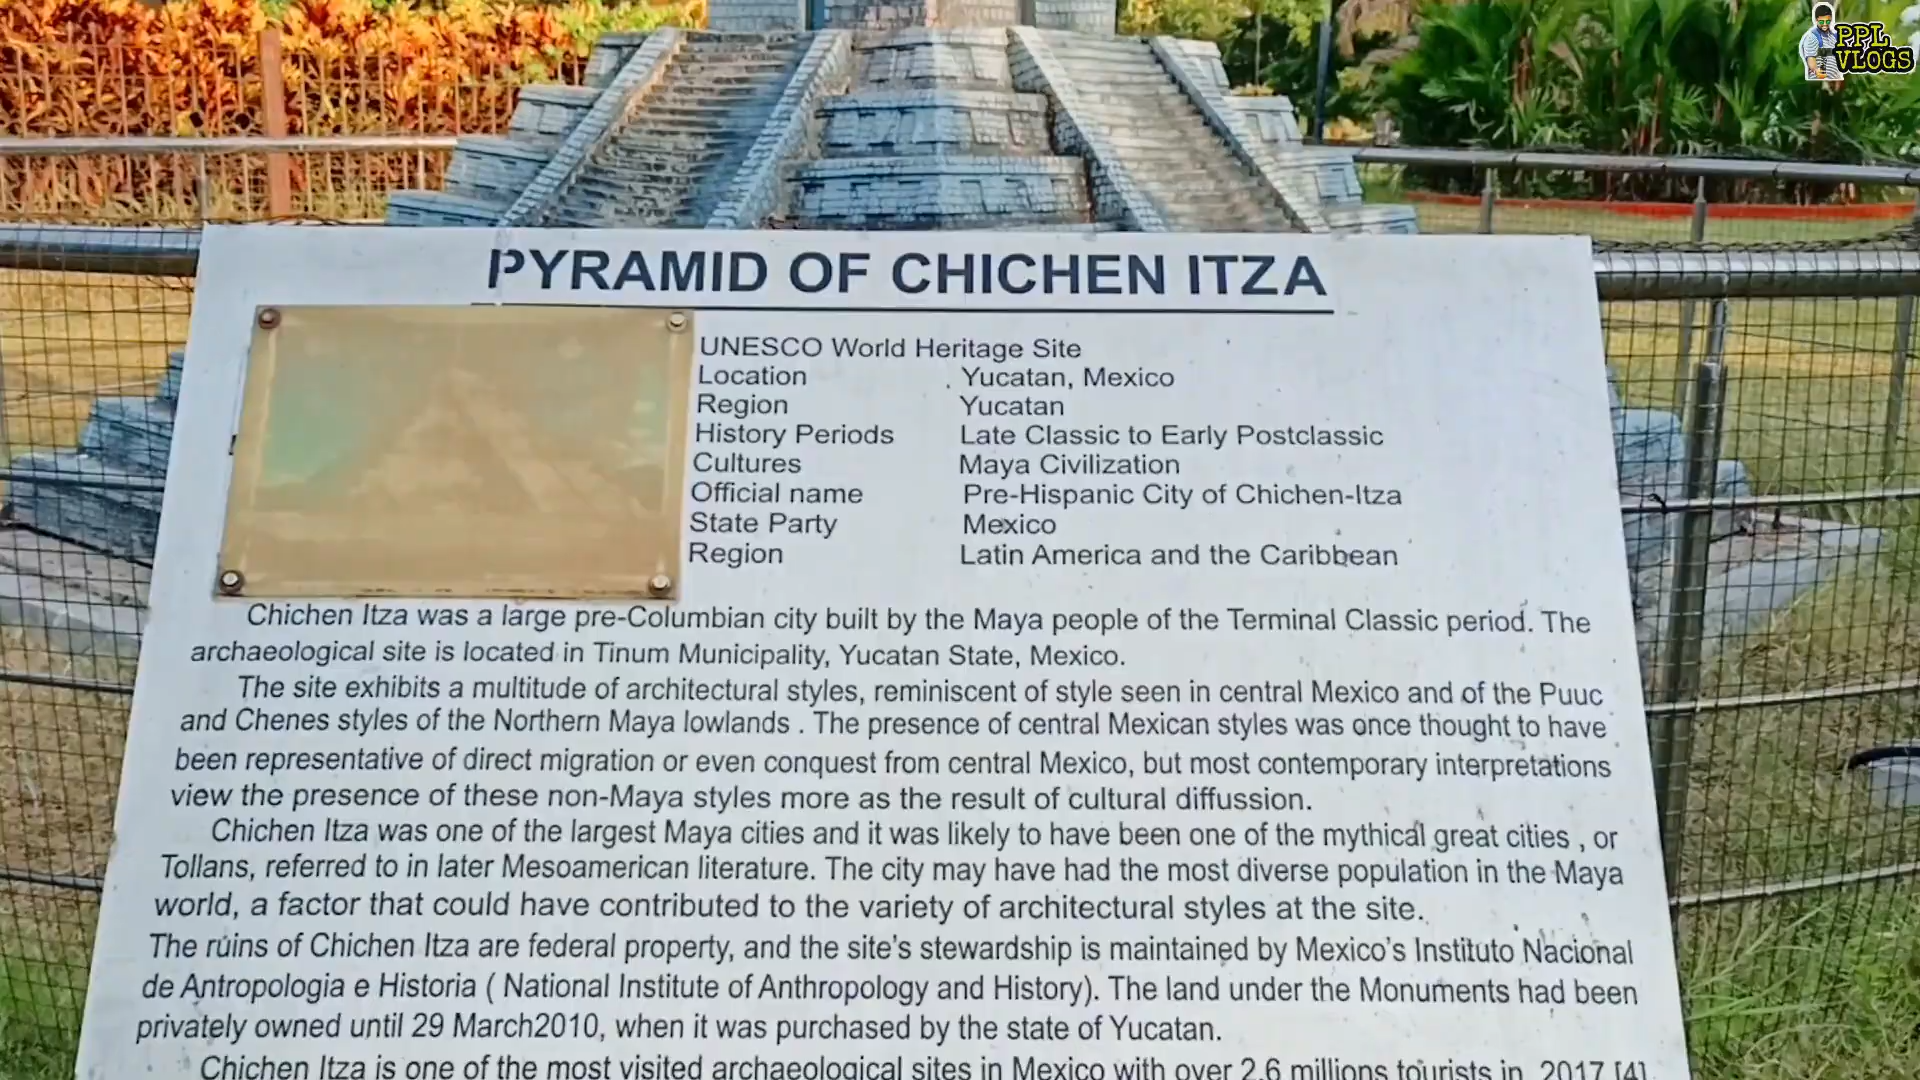 PPL
VLOGS
PYRAMID OF CHICHEN ITZA
UNESCO World Heritage Site
Location Yucatan, Mexico
Region Yucatan
History Periods Late Classic to Early Postclassic
Cultures Maya Civilization
Official name Pre-Hispanic City of Chichen-Itza
State Party Mexico
Region Latin America and the Caribbean
Chichen Itza was a large pre-Columbian city built by the Maya people of the Terminal Classic period. The
archaeological site is located in Tinum Municipality, Yucatan State, Mexico.
The site exhibits a multitude of architectural styles, reminiscent of style seen in central Mexico and of the Puuc
and Chenes styles of the Northern Maya lowlands . The presence of central Mexican styles was once thought to have
been representative of direct migration or even conquest from central Mexico, but most contemporary interpretations
view the presence of these non-Maya styles more as the result of cultural diffussion.
Chichen Itza was one of the largest Maya cities and it was likely to have been one of the mythical great cities , or
Tollans, referred to in later Mesoamerican literature. The city may have had the most diverse population in the Maya
world, a factor that could have contributed to the variety of architectural styles at the site.
The ruins of Chichen Itza are federal property, and the site's stewardship is maintained by Mexico's Instituto Nacional
de Antropologia e Historia ( National Institute of Anthropology and History). The land under the Monuments had been
privately owned until 29 March2010, when it was purchased by the state of Yucatan.
Chichen Itza is one of the most visited archaeological sites in Mexico with over 2.6 millions tourists in 2017 [4].